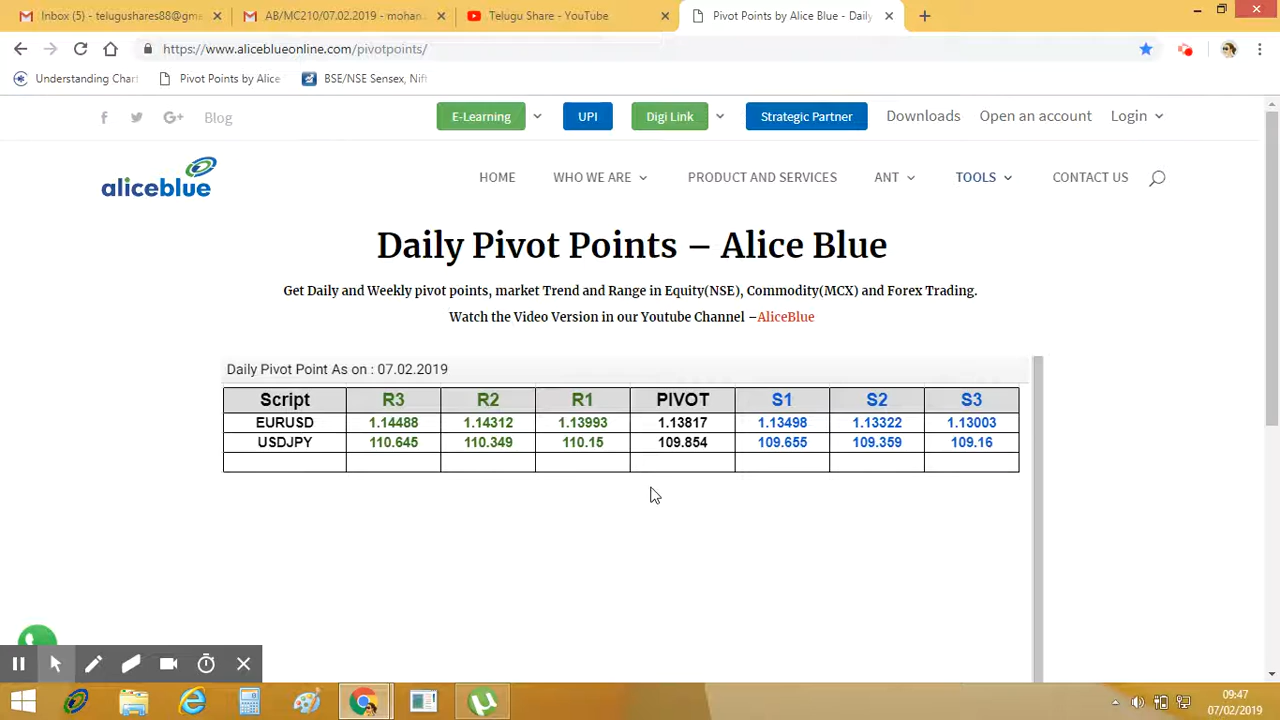 Inbox (5) - telugushares88@gm
AB/MC210/07.02.2019 - mohan
Telugu Share - YouTube
Pivot Points by Alice Blue - Daily
https://www.aliceblueonline.com/pivotpoints/
Understanding Chart
Pivot Points by Alice
BSE/NSE Sensex, Nift
Blog
E-Learning
UPI
Digi Link
Strategic Partner
Downloads
Open an account
Login
aliceblue
HOME
WHO WE ARE
PRODUCT AND SERVICES
ANT
TOOLS
CONTACT US
Daily Pivot Points – Alice Blue
Get Daily and Weekly pivot points, market Trend and Range in Equity(NSE), Commodity(MCX) and Forex Trading.
Watch the Video Version in our Youtube Channel –AliceBlue
Daily Pivot Point As on : 07.02.2019
Script R3 R2 R1 PIVOT S1 S2 S3
EURUSD 1.14488 1.14312 1.13993 1.13817 1.13498 1.13322 1.13003
USDJPY 110.645 110.349 110.15 109.854 109.655 109.359 109.16
09:47
07/02/2019